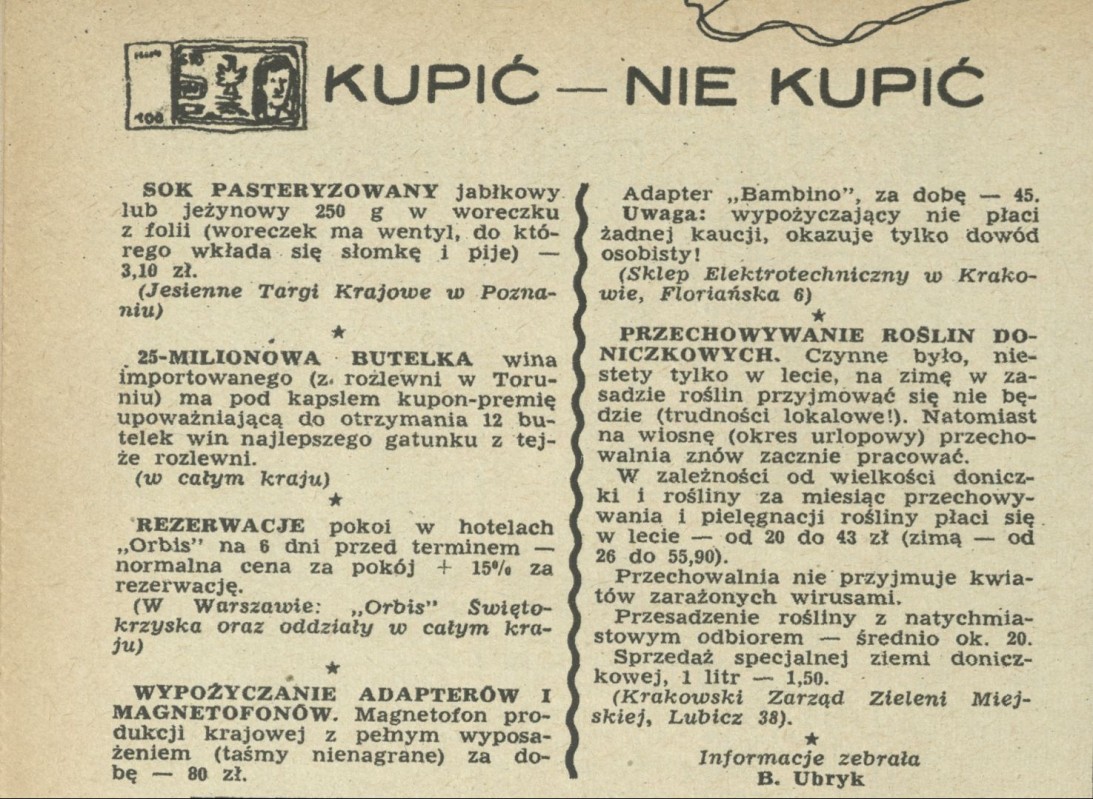 100
KUPIĆ — NIE KUPIĆ
SOK PASTERYZOWANY jabłkowy
lub jeżynowy 250 g w woreczku
z folii (woreczek ma wentyl, do któ-
rego wkłada się słomkę i pije) —
3,10 zł.
(Jesienne Targi Krajowe w Pozna-
niu)
★
25-MILIONOWA BUTELKA wina
importowanego (z rozlewni w Toru-
niu) ma pod kapslem kupon-premię
upoważniającą do otrzymania 12 bu-
telek win najlepszego gatunku z tej-
że rozlewni.
(w całym kraju)
★
REZERWACJE pokoi w hotelach
„Orbis” na 6 dni przed terminem —
normalna cena za pokój + 15% za
rezerwację.
(W Warszawie: „Orbis” Święto-
krzyska oraz oddziały w całym kra-
ju)
★
WYPOŻYCZANIE ADAPTERÓW I
MAGNETOFONÓW. Magnetofon pro-
dukcji krajowej z pełnym wyposa-
żeniem (taśmy nienagrane) za do-
bę — 80 zł.
Adapter „Bambino”, za dobę — 45.
Uwaga: wypożyczający nie płaci
żadnej kaucji, okazuje tylko dowód
osobisty!
(Sklep Elektrotechniczny w Krako-
wie, Floriańska 6)
★
PRZECHOWYWANIE ROŚLIN DO-
NICZKOWYCH. Czynne było, nie-
stety tylko w lecie, na zimę w za-
sadzie roślin przyjmować się nie bę-
dzie (trudności lokalowe!). Natomiast
na wiosnę (okres urlopowy) przecho-
walnia znów zacznie pracować.
W zależności od wielkości donicz-
ki i rośliny za miesiąc przechowy-
wania i pielęgnacji rośliny płaci się
w lecie — od 20 do 43 zł (zimą — od
26 do 55,90).
Przechowalnia nie przyjmuje kwia-
tów zarażonych wirusami.
Przesadzenie rośliny z natychmia-
stowym odbiorem — średnio ok. 20.
Sprzedaż specjalnej ziemi donicz-
kowej, 1 litr — 1,50.
(Krakowski Zarząd Zieleni Miej-
skiej, Lubicz 38).
★
Informacje zebrała
B. Ubryk